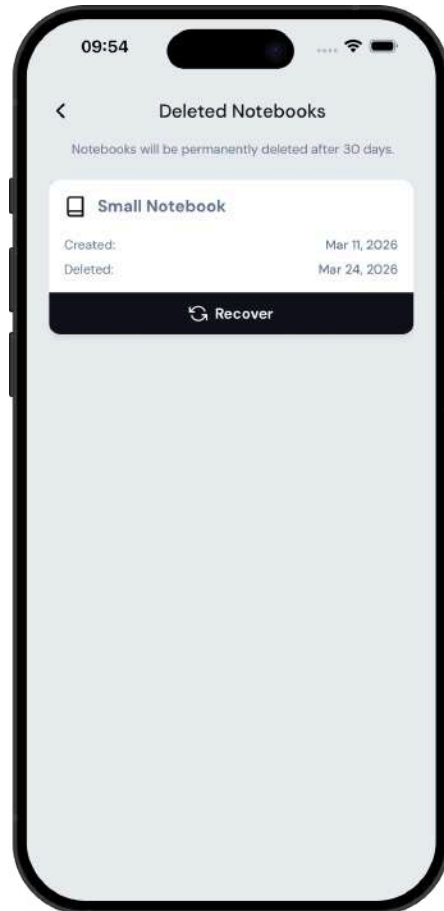 09:54
Deleted Notebooks
Notebooks will be permanently deleted after 30 days.
Small Notebook
Created: Mar 11, 2026
Deleted: Mar 24, 2026
Recover